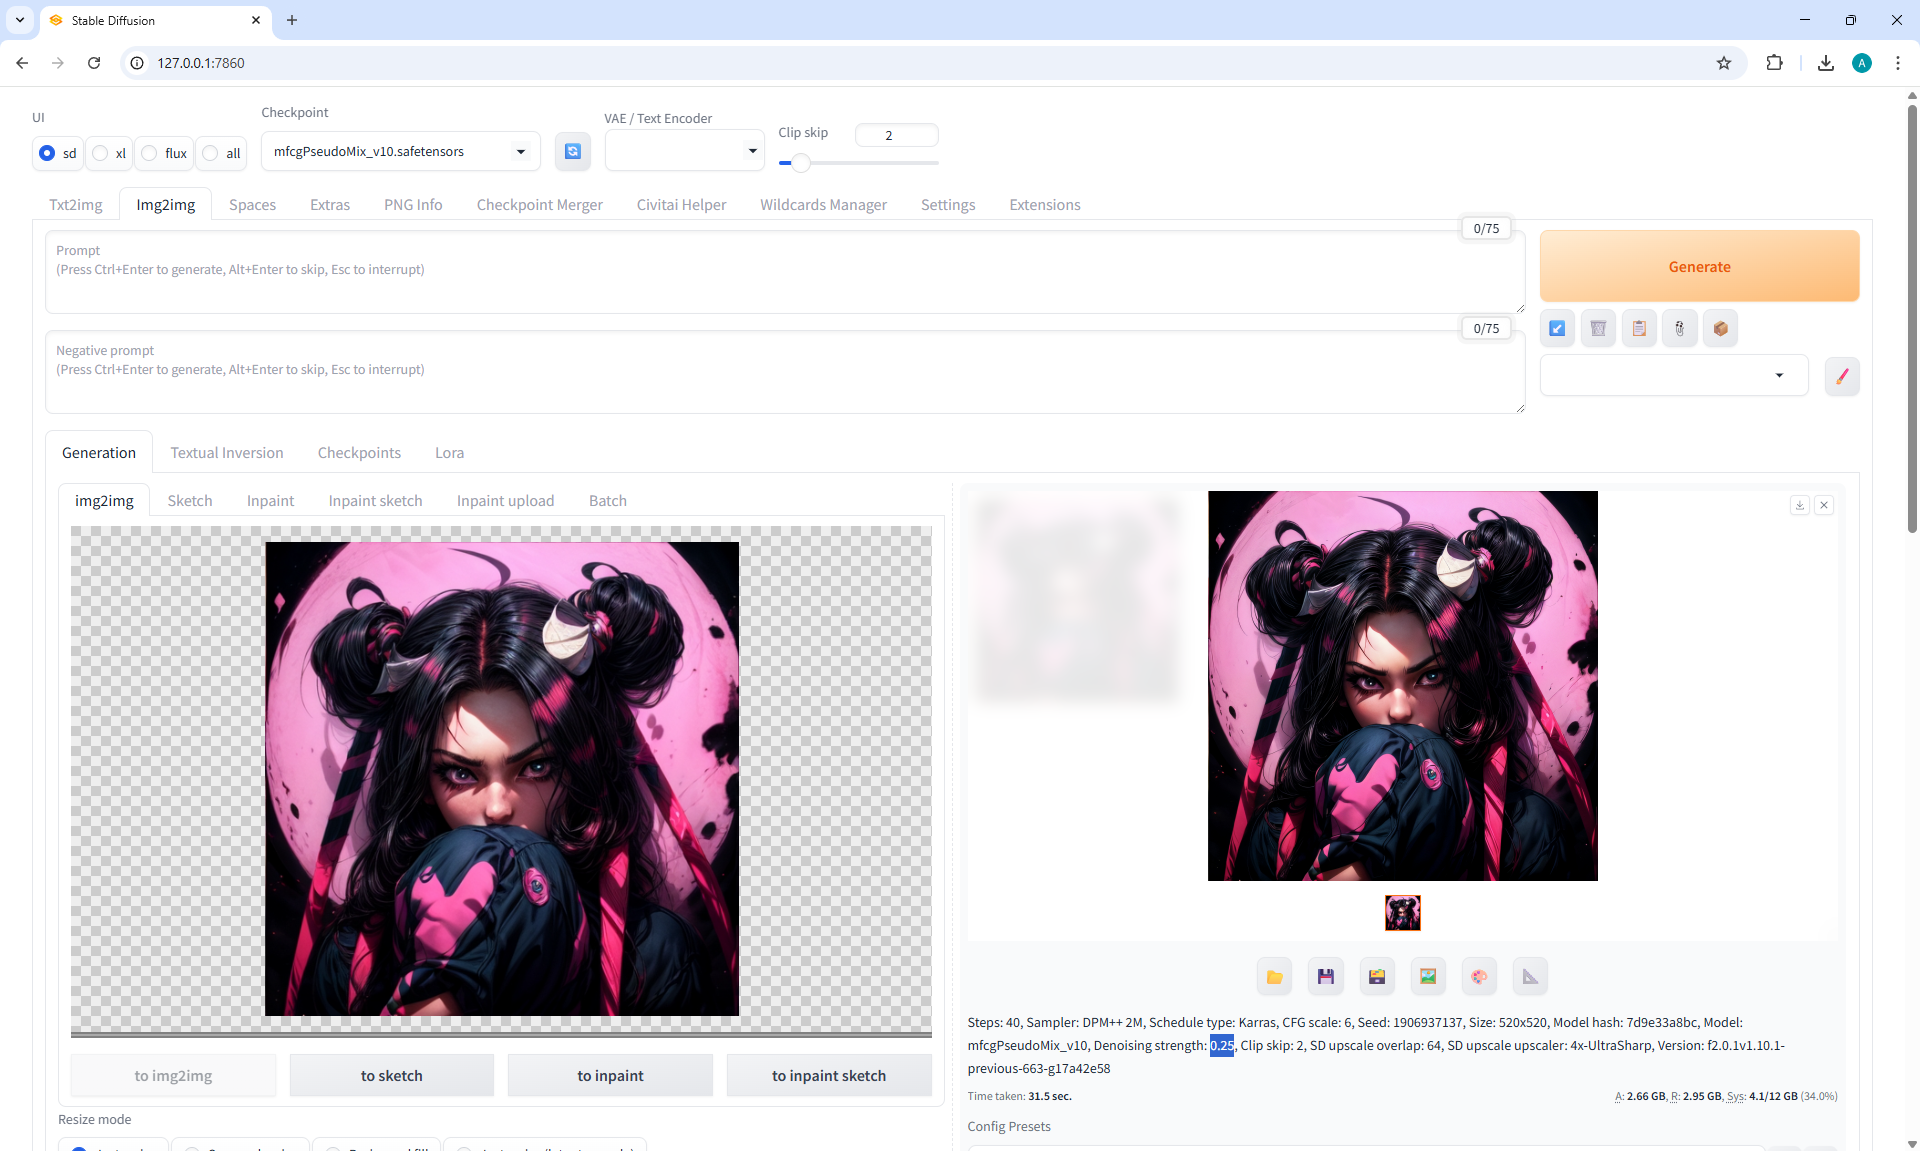 Stable Diffusion
127.0.0.1:7860
A
UI
sd
xl
flux
all
Checkpoint
mfcgPseudoMix_v10.safetensors
VAE / Text Encoder
Clip skip
2
Txt2img
Img2img
Spaces
Extras
PNG Info
Checkpoint Merger
Civitai Helper
Wildcards Manager
Settings
Extensions
0/75
Prompt
(Press Ctrl+Enter to generate, Alt+Enter to skip, Esc to interrupt)
Generate
0/75
Negative prompt
(Press Ctrl+Enter to generate, Alt+Enter to skip, Esc to interrupt)
Generation
Textual Inversion
Checkpoints
Lora
img2img
Sketch
Inpaint
Inpaint sketch
Inpaint upload
Batch
to img2img
to sketch
to inpaint
to inpaint sketch
Resize mode
Steps: 40, Sampler: DPM++ 2M, Schedule type: Karras, CFG scale: 6, Seed: 1906937137, Size: 520x520, Model hash: 7d9e33a8bc, Model:
mfcgPseudoMix_v10, Denoising strength: 0.25, Clip skip: 2, SD upscale overlap: 64, SD upscale upscaler: 4x-UltraSharp, Version: f2.0.1v1.10.1-
previous-663-g17a42e58
Time taken: 31.5 sec.
A: 2.66 GB, R: 2.95 GB, Sys: 4.1/12 GB (34.0%)
Config Presets